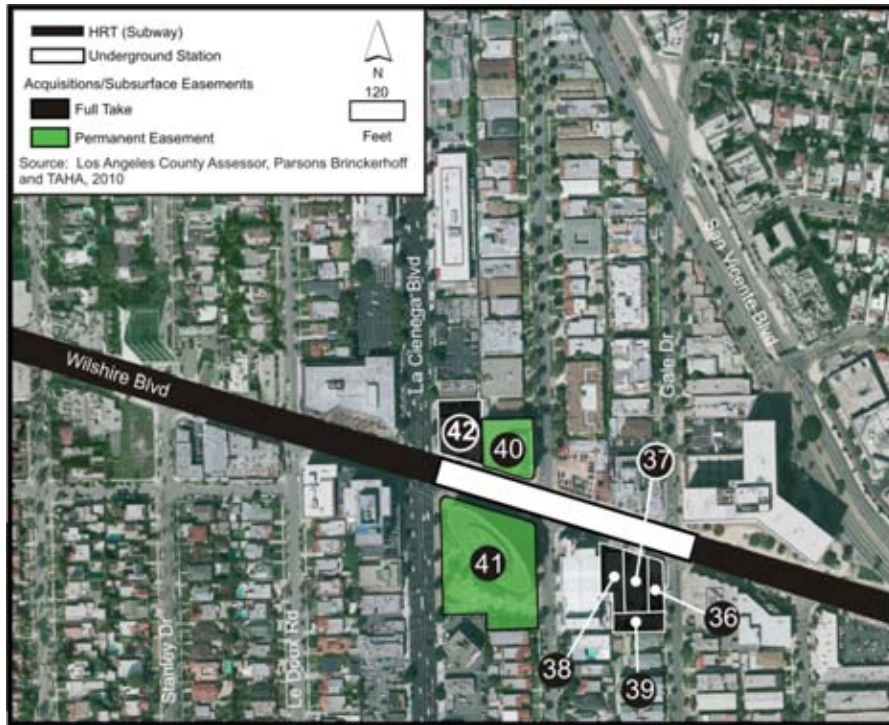 HRT (Subway)
Underground Station
Acquisitions/Subsurface Easements
Full Take
Permanent Easement
N
120
Feet
Source: Los Angeles County Assessor, Parsons Brinckerhoff
and TAHA, 2010
San Vicente Blvd
La Cienega Blvd
Gale Dr
Wilshire Blvd
42
40
37
41
36
38
39
Stanley Dr
Le Doux Rd